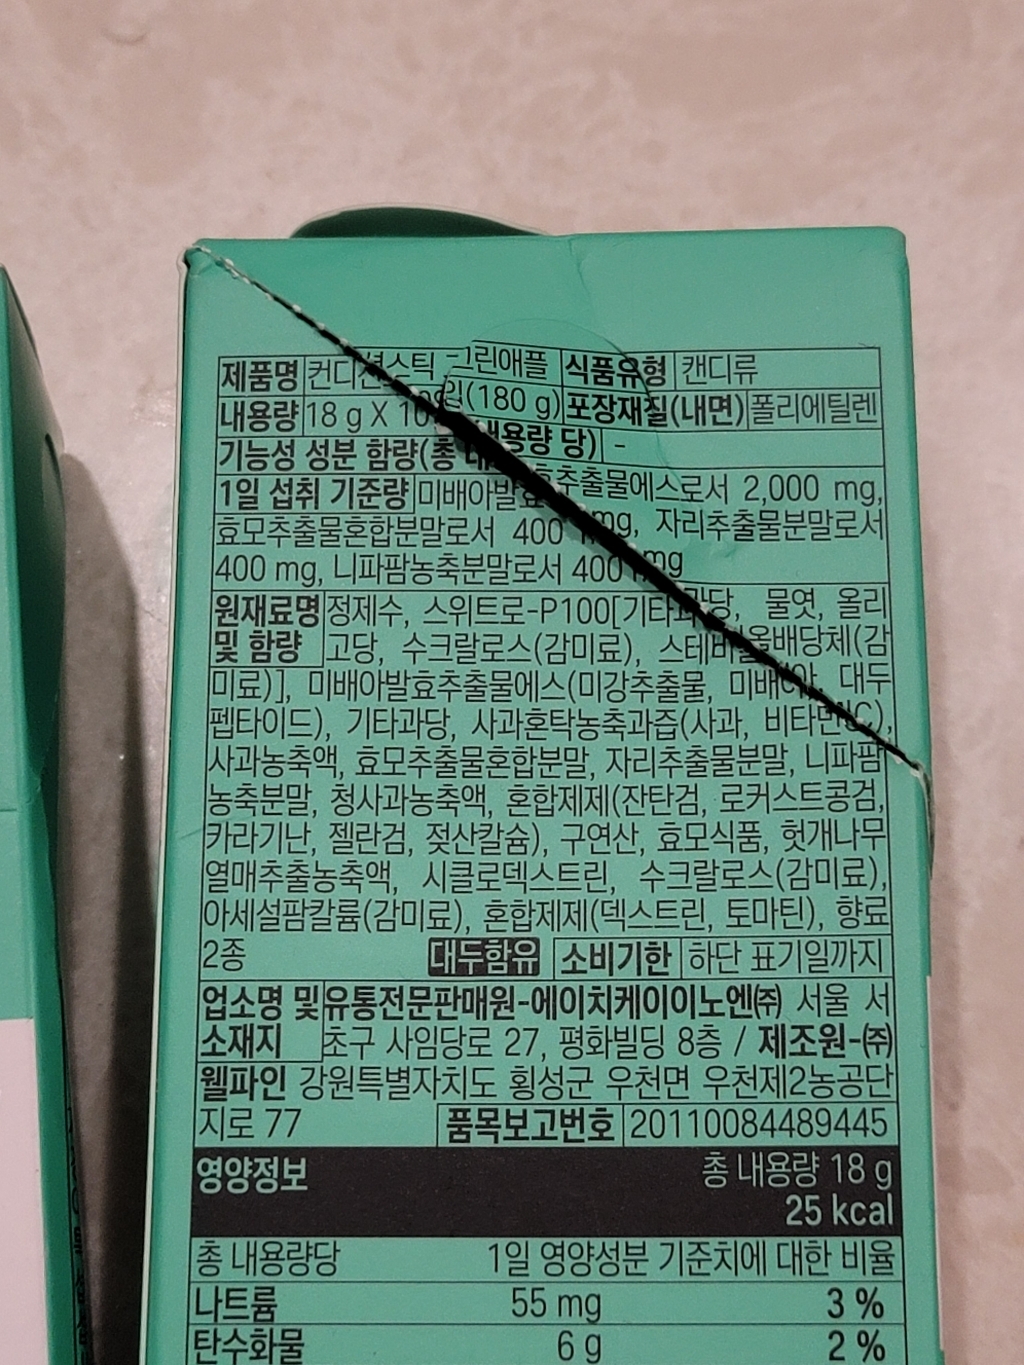 제품명 컨디션스틱 그린애플 식품유형 캔디류
내용량 18 g X 10 (180 g) 포장재질(내면) 폴리에틸렌
기능성 성분 함량(총 내용량 당) -
1일 섭취 기준량 미배아발효추출물에스로서 2,000 mg,
효모추출물혼합분말로서 400 mg, 자리추출물분말로서
400 mg, 니파팜농축분말로서 400 mg
원재료명 정제수, 스위트로-P100[기타과당, 물엿, 올리
및 함량 고당, 수크랄로스(감미료), 스테비올배당체(감
미료)], 미배아발효추출물에스(미강추출물, 미배아, 대두
펩타이드), 기타과당, 사과혼탁농축과즙(사과, 비타민C),
사과농축액, 효모추출물혼합분말, 자리추출물분말, 니파팜
농축분말, 청사과농축액, 혼합제제(잔탄검, 로커스트콩검,
카라기난, 젤란검, 젖산칼슘), 구연산, 효모식품, 헛개나무
열매추출농축액, 시클로덱스트린, 수크랄로스(감미료),
아세설팜칼륨(감미료), 혼합제제(덱스트린, 토마틴), 향료
2종 대두함유 소비기한 하단 표기일까지
업소명 및 유통전문판매원-에이치케이이노엔㈜ 서울 서
소재지 초구 사임당로 27, 평화빌딩 8층 / 제조원-㈜
웰파인 강원특별자치도 횡성군 우천면 우천제2농공단
지로 77 품목보고번호 20110084489445
영양정보 총 내용량 18 g
25 kcal
총 내용량당 1일 영양성분 기준치에 대한 비율
나트륨 55 mg 3 %
탄수화물 6 g 2 %